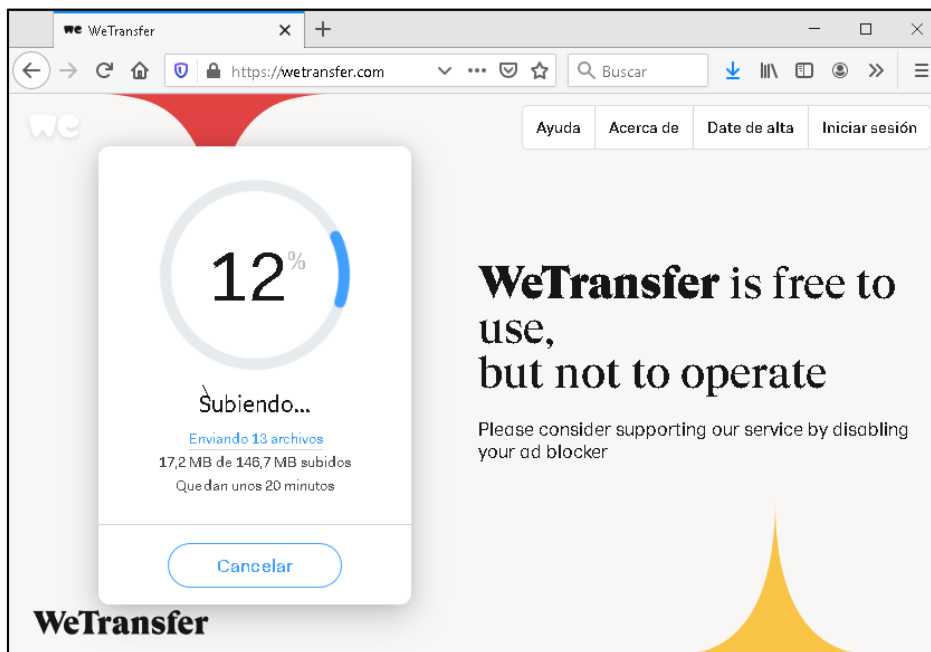 we WeTransfer
https://wetransfer.com
Buscar
we
Ayuda
Acerca de
Date de alta
Iniciar sesión
12%
Subiendo...
Enviando 13 archivos
17,2 MB de 146,7 MB subidos
Quedan unos 20 minutos
Cancelar
WeTransfer is free to
use,
but not to operate
Please consider supporting our service by disabling
your ad blocker
WeTransfer